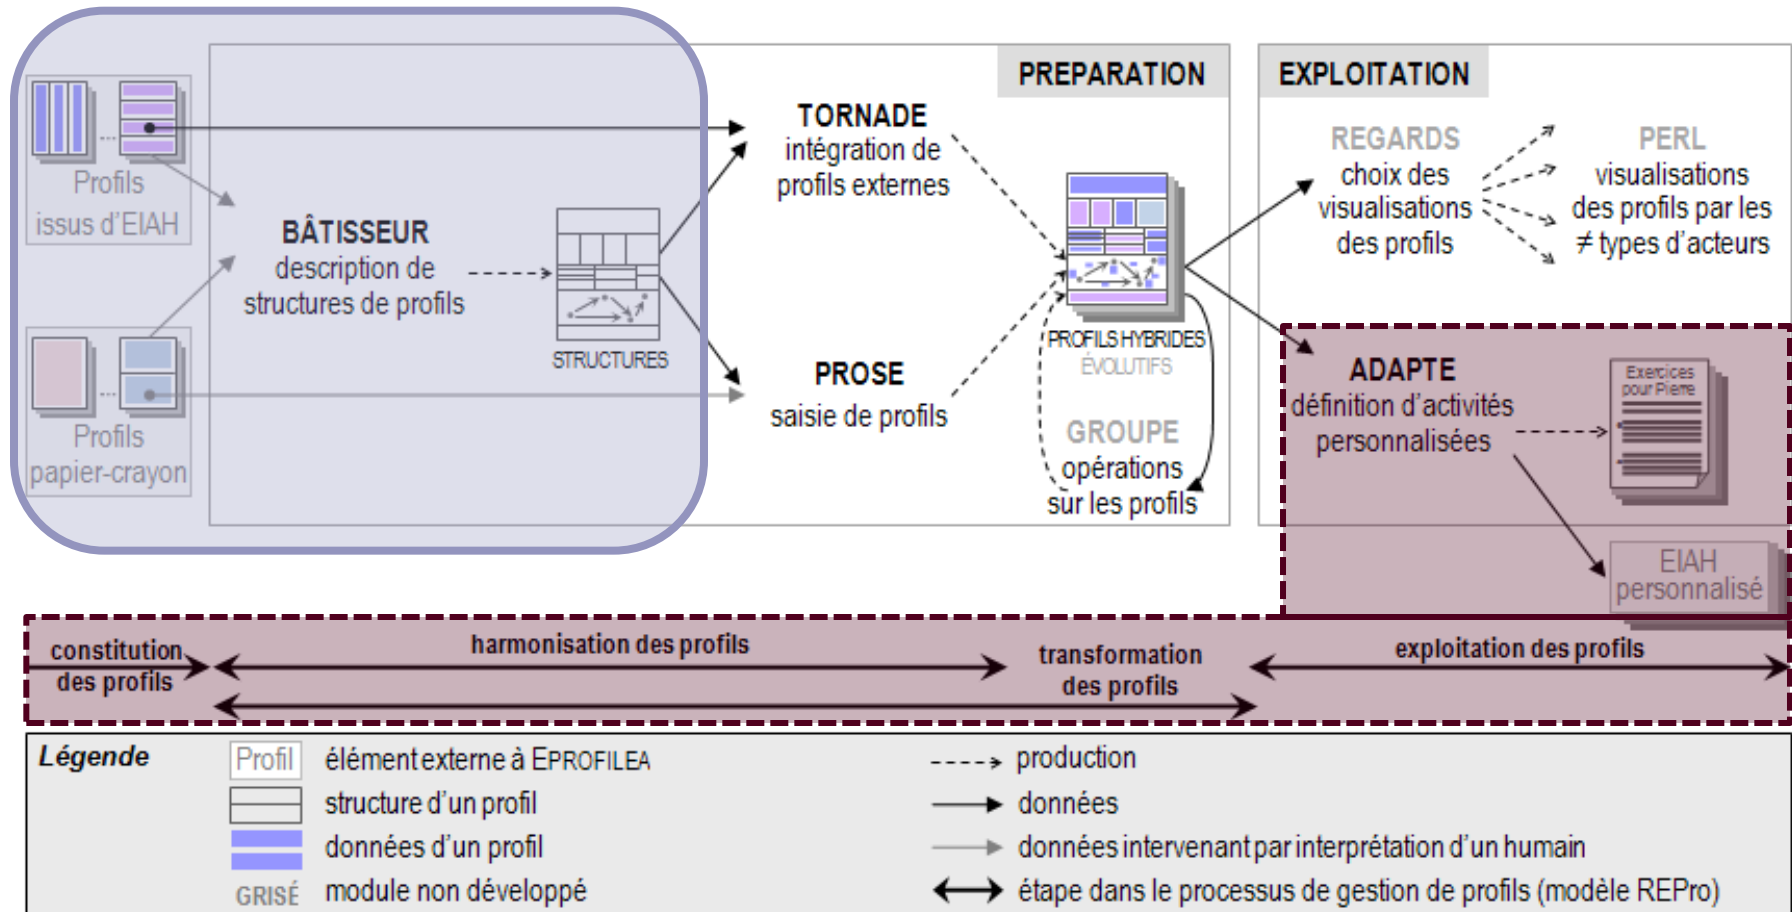 PREPARATION
EXPLOITATION
Profils
issus d'EIAH
BÂTISSEUR
description de
structures de profils
STRUCTURES
Profils
papier-crayon
TORNADE
intégration de
profils externes
PROSE
saisie de profils
PROFILS HYBRIDES
ÉVOLUTIFS
GROUPE
opérations
sur les profils
REGARDS
choix des
visualisations
des profils
PERL
visualisations
des profils par les
≠ types d'acteurs
ADAPTE
définition d'activités
personnalisées
Exercices
pour Pierre
EIAH
personnalisé
constitution
des profils
harmonisation des profils
transformation
des profils
exploitation des profils
Légende
Profil
élément externe à EPROFILEA
structure d'un profil
données d'un profil
GRISÉ
module non développé
production
données
données intervenant par interprétation d'un humain
étape dans le processus de gestion de profils (modèle REPro)